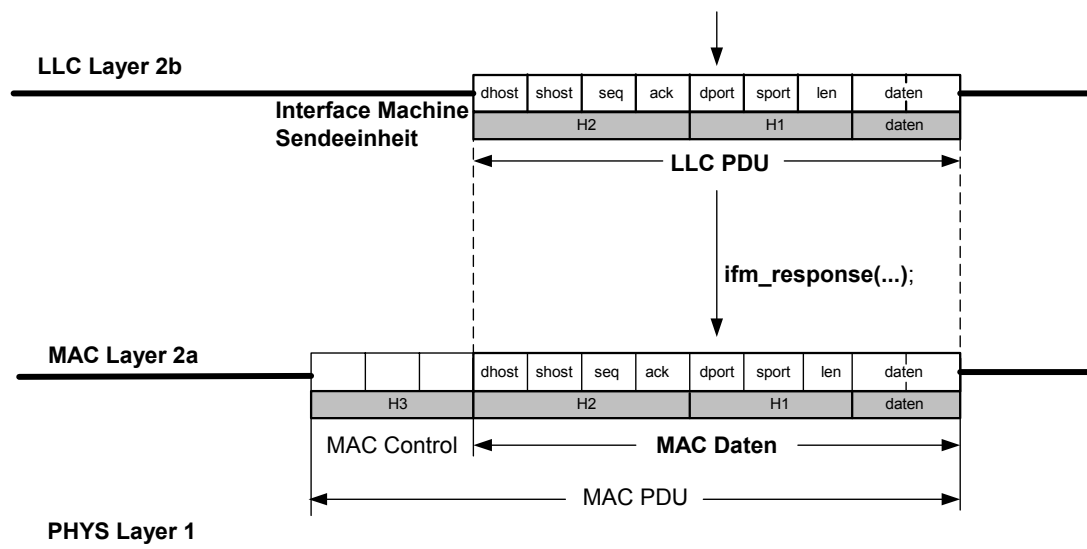 LLC Layer 2b
dhost shost seq ack dport sport len daten
Interface Machine
Sendeeinheit
H2 H1 daten
LLC PDU
ifm_response(...);
MAC Layer 2a
dhost shost seq ack dport sport len daten
H3 H2 H1 daten
MAC Control MAC Daten
MAC PDU
PHYS Layer 1